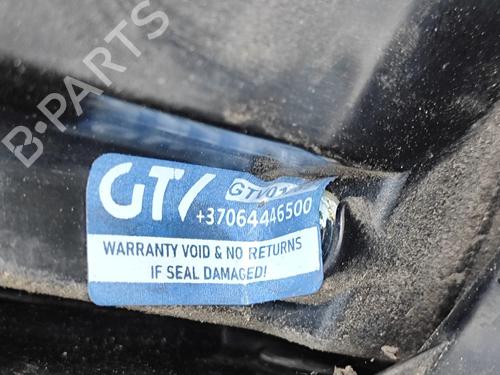 B-PARTS
GTV
+37064446500
WARRANTY VOID & NO RETURNS
IF SEAL DAMAGED!